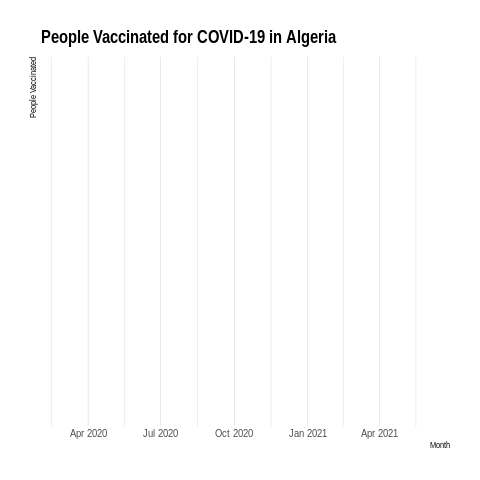 People Vaccinated for COVID-19 in Algeria
People Vaccinated
Apr 2020
Jul 2020
Oct 2020
Jan 2021
Apr 2021
Month